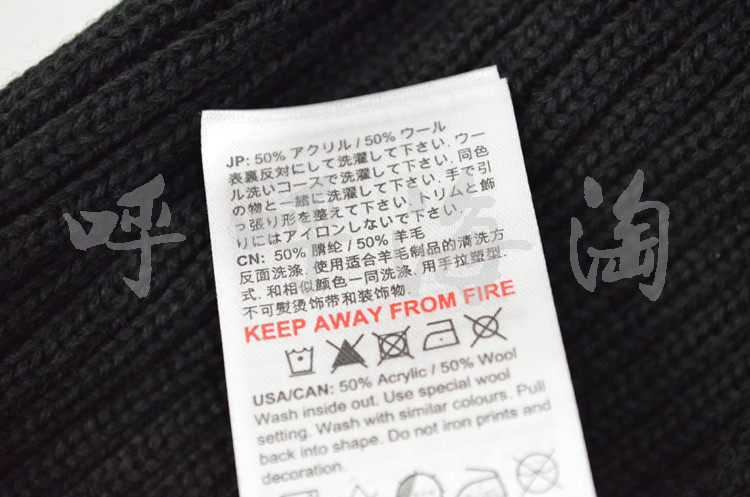 JP: 50% アクリル / 50% ウール
表裏反対にして洗濯して下さい. ウー
ル洗いコースで洗濯して下さい. 同色
の物と一緒に洗濯して下さい. 手で引
っ張り形を整えて下さい. トリムと飾
りにはアイロンしないで下さい.
CN: 50% 腈纶 / 50% 羊毛
反面洗涤. 使用适合羊毛制品的清洗方
式. 和相似颜色一同洗涤. 用手拉塑型.
不可熨烫饰带和装饰物.
KEEP AWAY FROM FIRE
USA/CAN: 50% Acrylic / 50% Wool
Wash inside out. Use special wool
setting. Wash with similar colours. Pull
back into shape. Do not iron prints and
decoration.
呼 淘